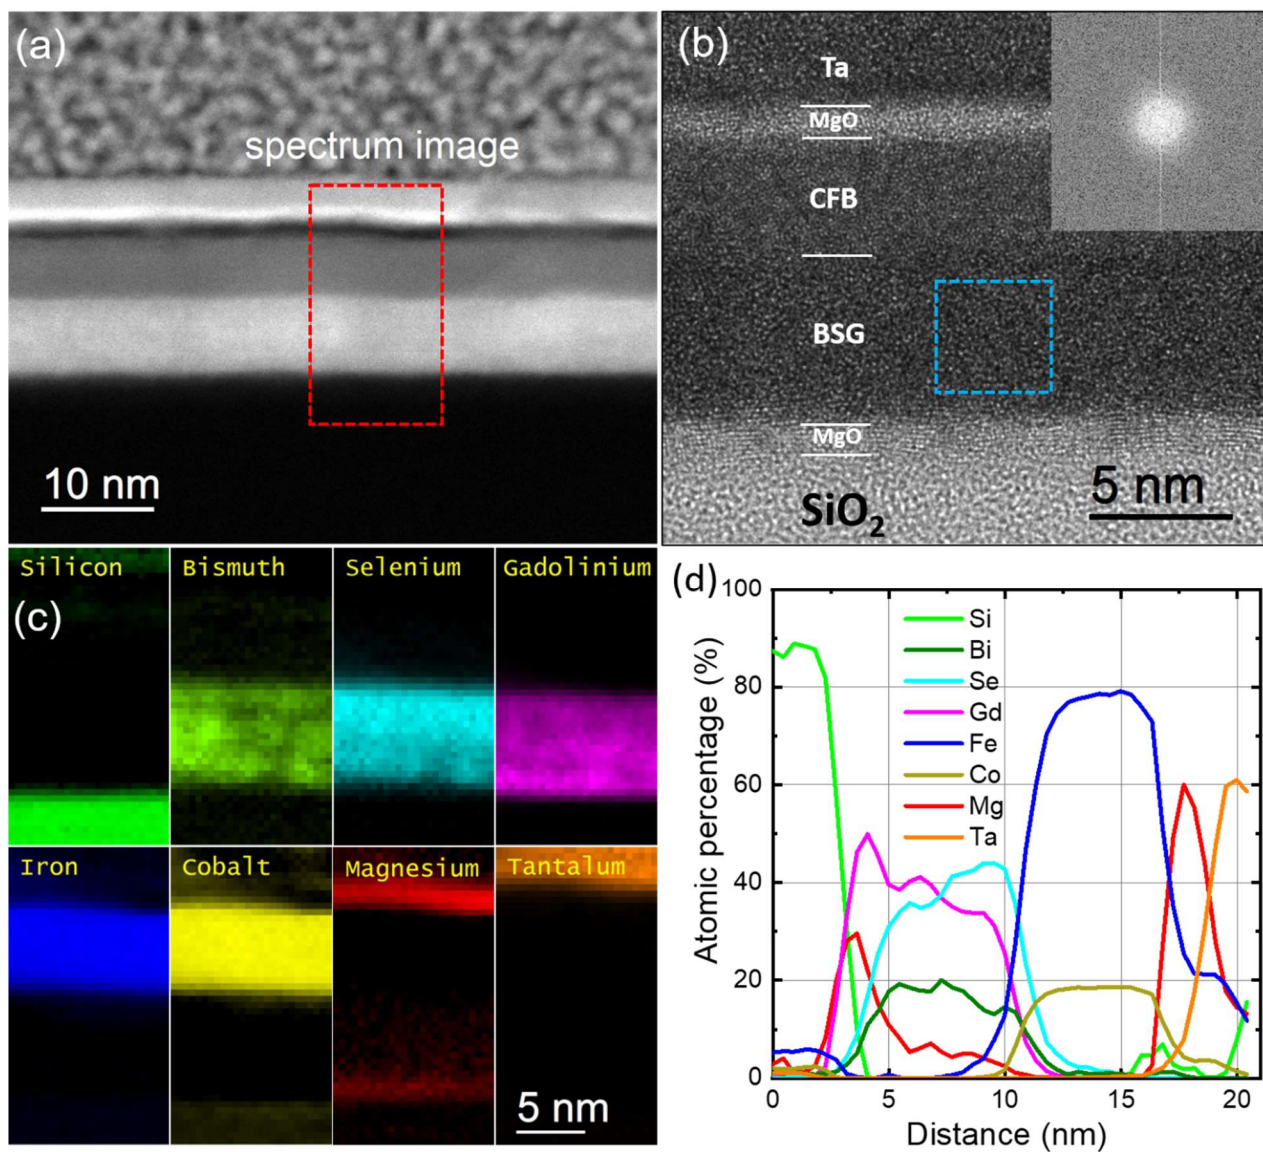 (a)
spectrum image
10 nm
(b)
Ta
MgO
CFB
BSG
MgO
SiO₂
5 nm
(c)
Silicon
Bismuth
Selenium
Gadolinium
Iron
Cobalt
Magnesium
Tantalum
5 nm
(d)
Atomic percentage (%)
100
80
60
40
20
0
Si
Bi
Se
Gd
Fe
Co
Mg
Ta
0 5 10 15 20
Distance (nm)